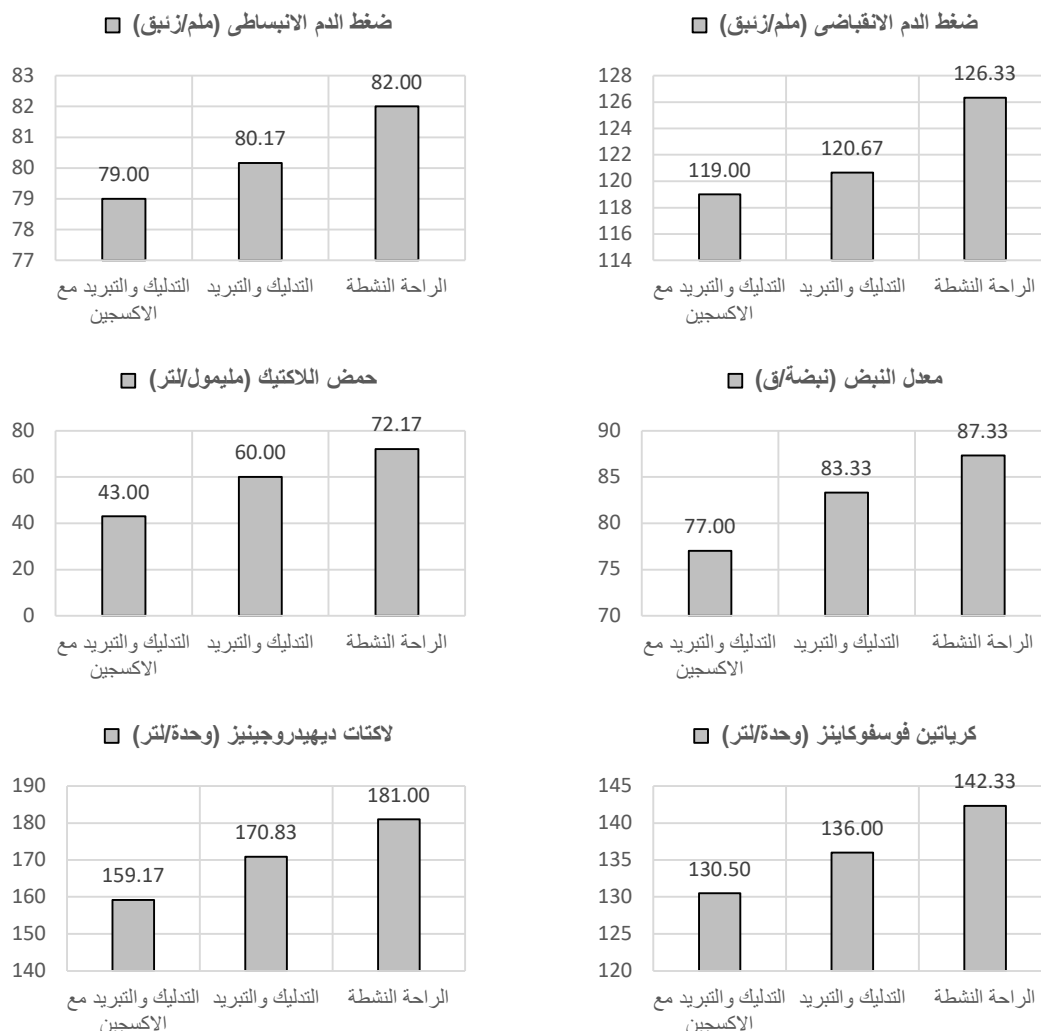 ضغط الدم الانقباضى (ملم/زئبق)
128
126
124
122
120
118
116
114
126.33
120.67
119.00
الراحة النشطة
التدليك والتبريد
التدليك والتبريد مع
الاكسجين
ضغط الدم الانبساطى (ملم/زئبق)
83
82
81
80
79
78
77
82.00
80.17
79.00
الراحة النشطة
التدليك والتبريد
التدليك والتبريد مع
الاكسجين
معدل النبض (نبضة/ق)
90
85
80
75
70
87.33
83.33
77.00
الراحة النشطة
التدليك والتبريد
التدليك والتبريد مع
الاكسجين
حمض اللاكتيك (مليمول/لتر)
80
60
40
20
0
72.17
60.00
43.00
الراحة النشطة
التدليك والتبريد
التدليك والتبريد مع
الاكسجين
كرياتين فوسفوكاينز (وحدة/لتر)
145
140
135
130
125
120
142.33
136.00
130.50
الراحة النشطة
التدليك والتبريد
التدليك والتبريد مع
الاكسجين
لاكتات ديهيدروجينيز (وحدة/لتر)
190
180
170
160
150
140
181.00
170.83
159.17
الراحة النشطة
التدليك والتبريد
التدليك والتبريد مع
الاكسجين